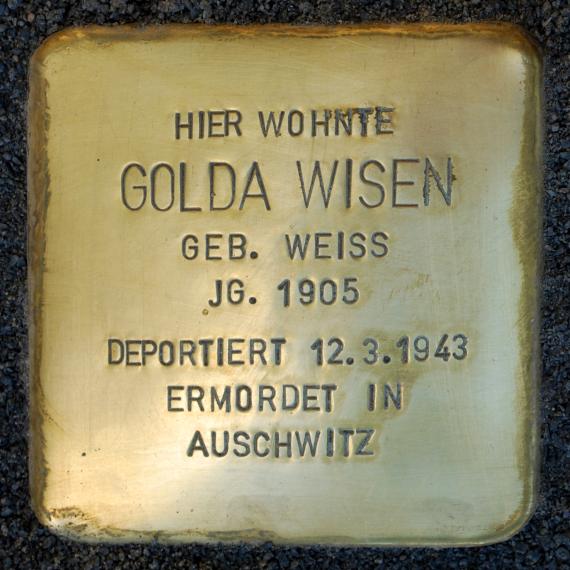 HIER WOHNTE
GOLDA WISEN
GEB. WEISS
JG. 1905
DEPORTIERT 12.3.1943
ERMORDET IN
AUSCHWITZ